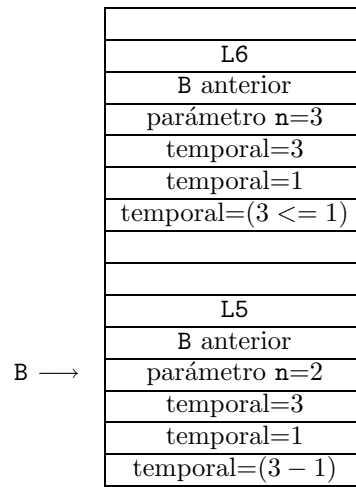 L6
B anterior
parámetro n=3
temporal=3
temporal=1
temporal=(3 <= 1)
L5
B anterior
B ⟶ parámetro n=2
temporal=3
temporal=1
temporal=(3 − 1)